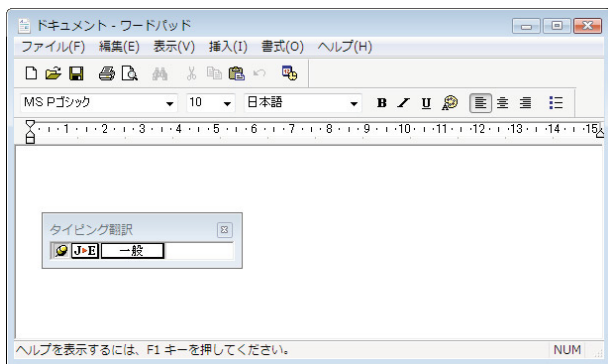 ドキュメント - ワードパッド
ファイル(F) 編集(E) 表示(V) 挿入(I) 書式(O) ヘルプ(H)
MS Pゴシック 10 日本語 B I U
1 2 3 4 5 6 7 8 9 10 11 12 13 14 15
タイピング翻訳
J▶E 一般
ヘルプを表示するには、F1 キーを押してください。 NUM